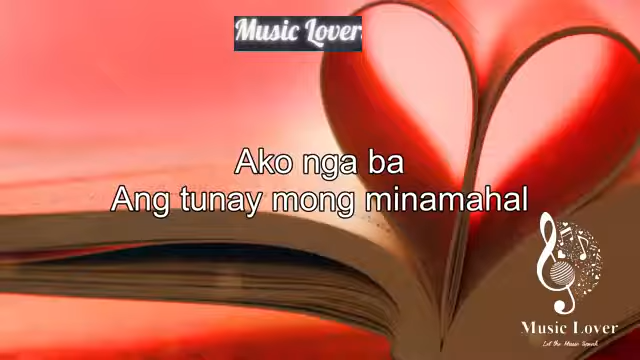 Music Lover
Ako nga ba
Ang tunay mong minamahal
Music Lover
Let the Music Speak